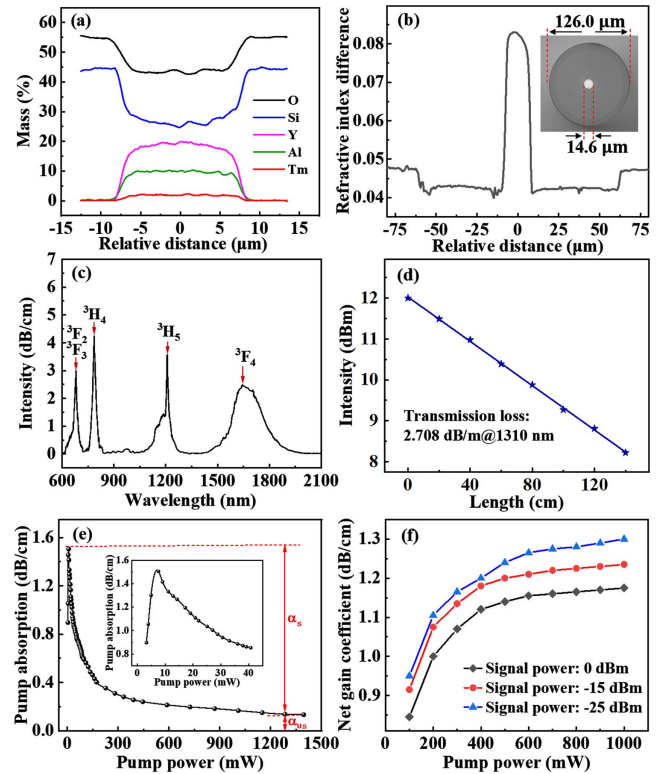 (a)
60
50
40
30
20
10
0
Mass (%)
O
Si
Y
Al
Tm
-15 -10 -5 0 5 10 15
Relative distance (μm)
(b)
126.0 μm
14.6 μm
0.08
0.07
0.06
0.05
0.04
Refractive index difference
-75 -50 -25 0 25 50 75
Relative distance (μm)
(c)
7
6
5
4
3
2
1
0
Intensity (dB/cm)
³F₂
³F₃
³H₄
³H₅
³F₄
600 900 1200 1500 1800 2100
Wavelength (nm)
(d)
12
11
10
9
8
Intensity (dBm)
Transmission loss:
2.708 dB/m@1310 nm
0 40 80 120
Length (cm)
(e)
1.6
1.2
0.8
0.4
0.0
Pump absorption (dB/cm)
1.6
1.4
1.2
1.0
0.8
Pump absorption (dB/cm)
0 10 20 30 40
Pump power (mW)
αs
αus
0 200 400 600 800 1000 1200 1400
Pump power (mW)
(f)
1.3
1.2
1.1
1.0
0.9
Net gain coefficient (dB/cm)
Signal power: 0 dBm
Signal power: -15 dBm
Signal power: -25 dBm
0 200 400 600 800 1000
Pump power (mW)